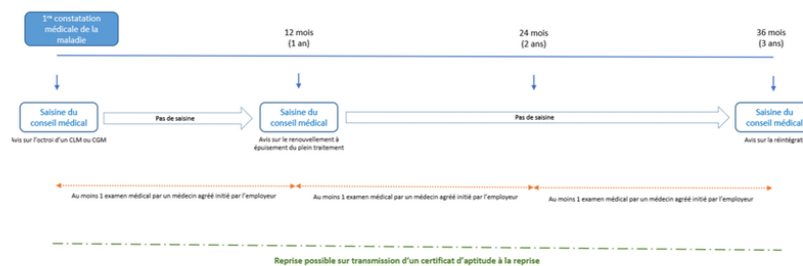 1re constatation
médicale de la
maladie
12 mois
(1 an)
24 mois
(2 ans)
36 mois
(3 ans)
Saisine du
conseil médical
Pas de saisine
Saisine du
conseil médical
Pas de saisine
Saisine du
conseil médical
Avis sur l'octroi d'un CLM ou CGM
Avis sur le renouvellement à
épuisement du plein traitement
Avis sur la réintégrat
Au moins 1 examen médical par un médecin agréé initié par l'employeur
Au moins 1 examen médical par un médecin agréé initié par l'employeur
Au moins 1 examen médical par un médecin agréé initié par l'employeur
Reprise possible sur transmission d'un certificat d'aptitude à la reprise